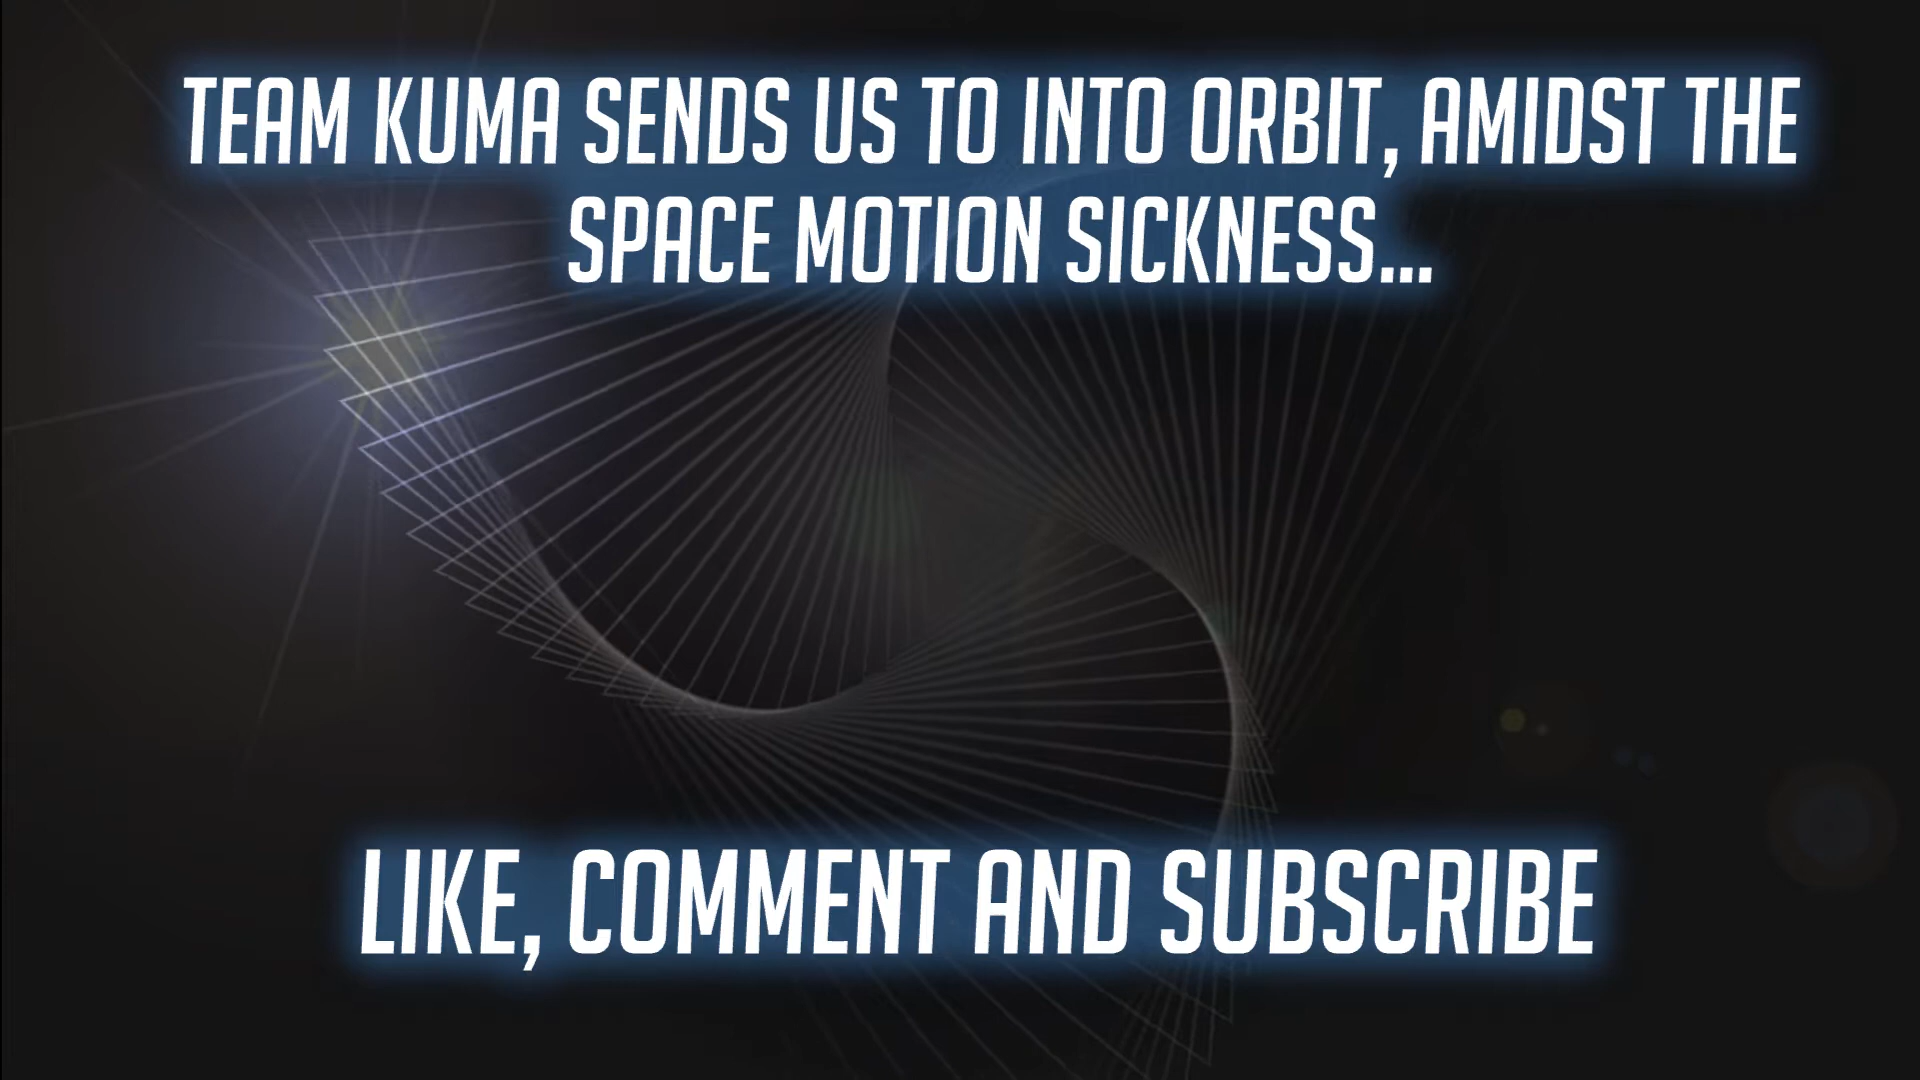 TEAM KUMA SENDS US TO INTO ORBIT, AMIDST THE
SPACE MOTION SICKNESS...
LIKE, COMMENT AND SUBSCRIBE